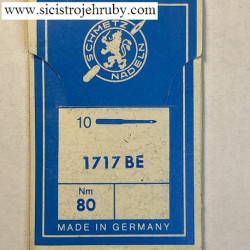 www.sicistrojehruby.com
SCHMETZ
NADELN
10
1717 BE
Nm
80
MADE IN GERMANY